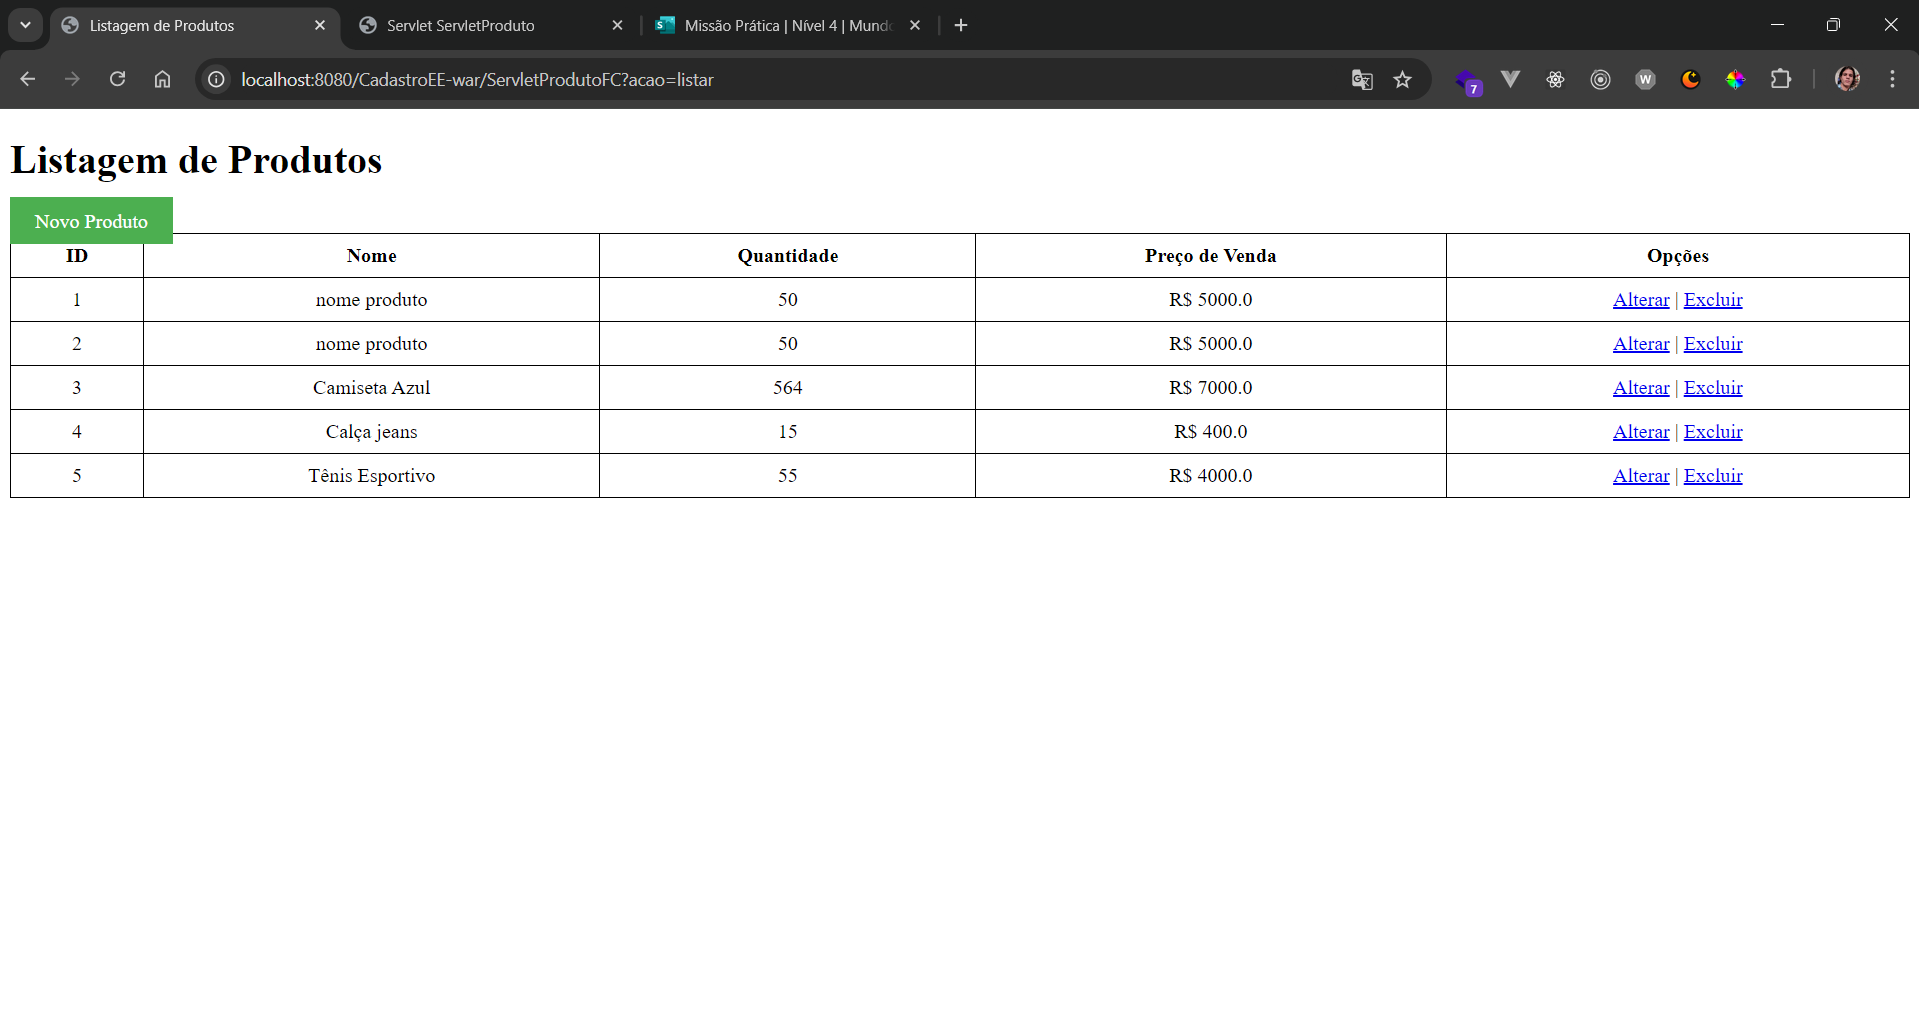 Listagem de Produtos
Servlet ServletProduto
Missão Prática | Nível 4 | Mund
localhost:8080/CadastroEE-war/ServletProdutoFC?acao=listar
7
W
Listagem de Produtos
Novo Produto
ID Nome Quantidade Preço de Venda Opções
1 nome produto 50 R$ 5000.0 Alterar | Excluir
2 nome produto 50 R$ 5000.0 Alterar | Excluir
3 Camiseta Azul 564 R$ 7000.0 Alterar | Excluir
4 Calça jeans 15 R$ 400.0 Alterar | Excluir
5 Tênis Esportivo 55 R$ 4000.0 Alterar | Excluir